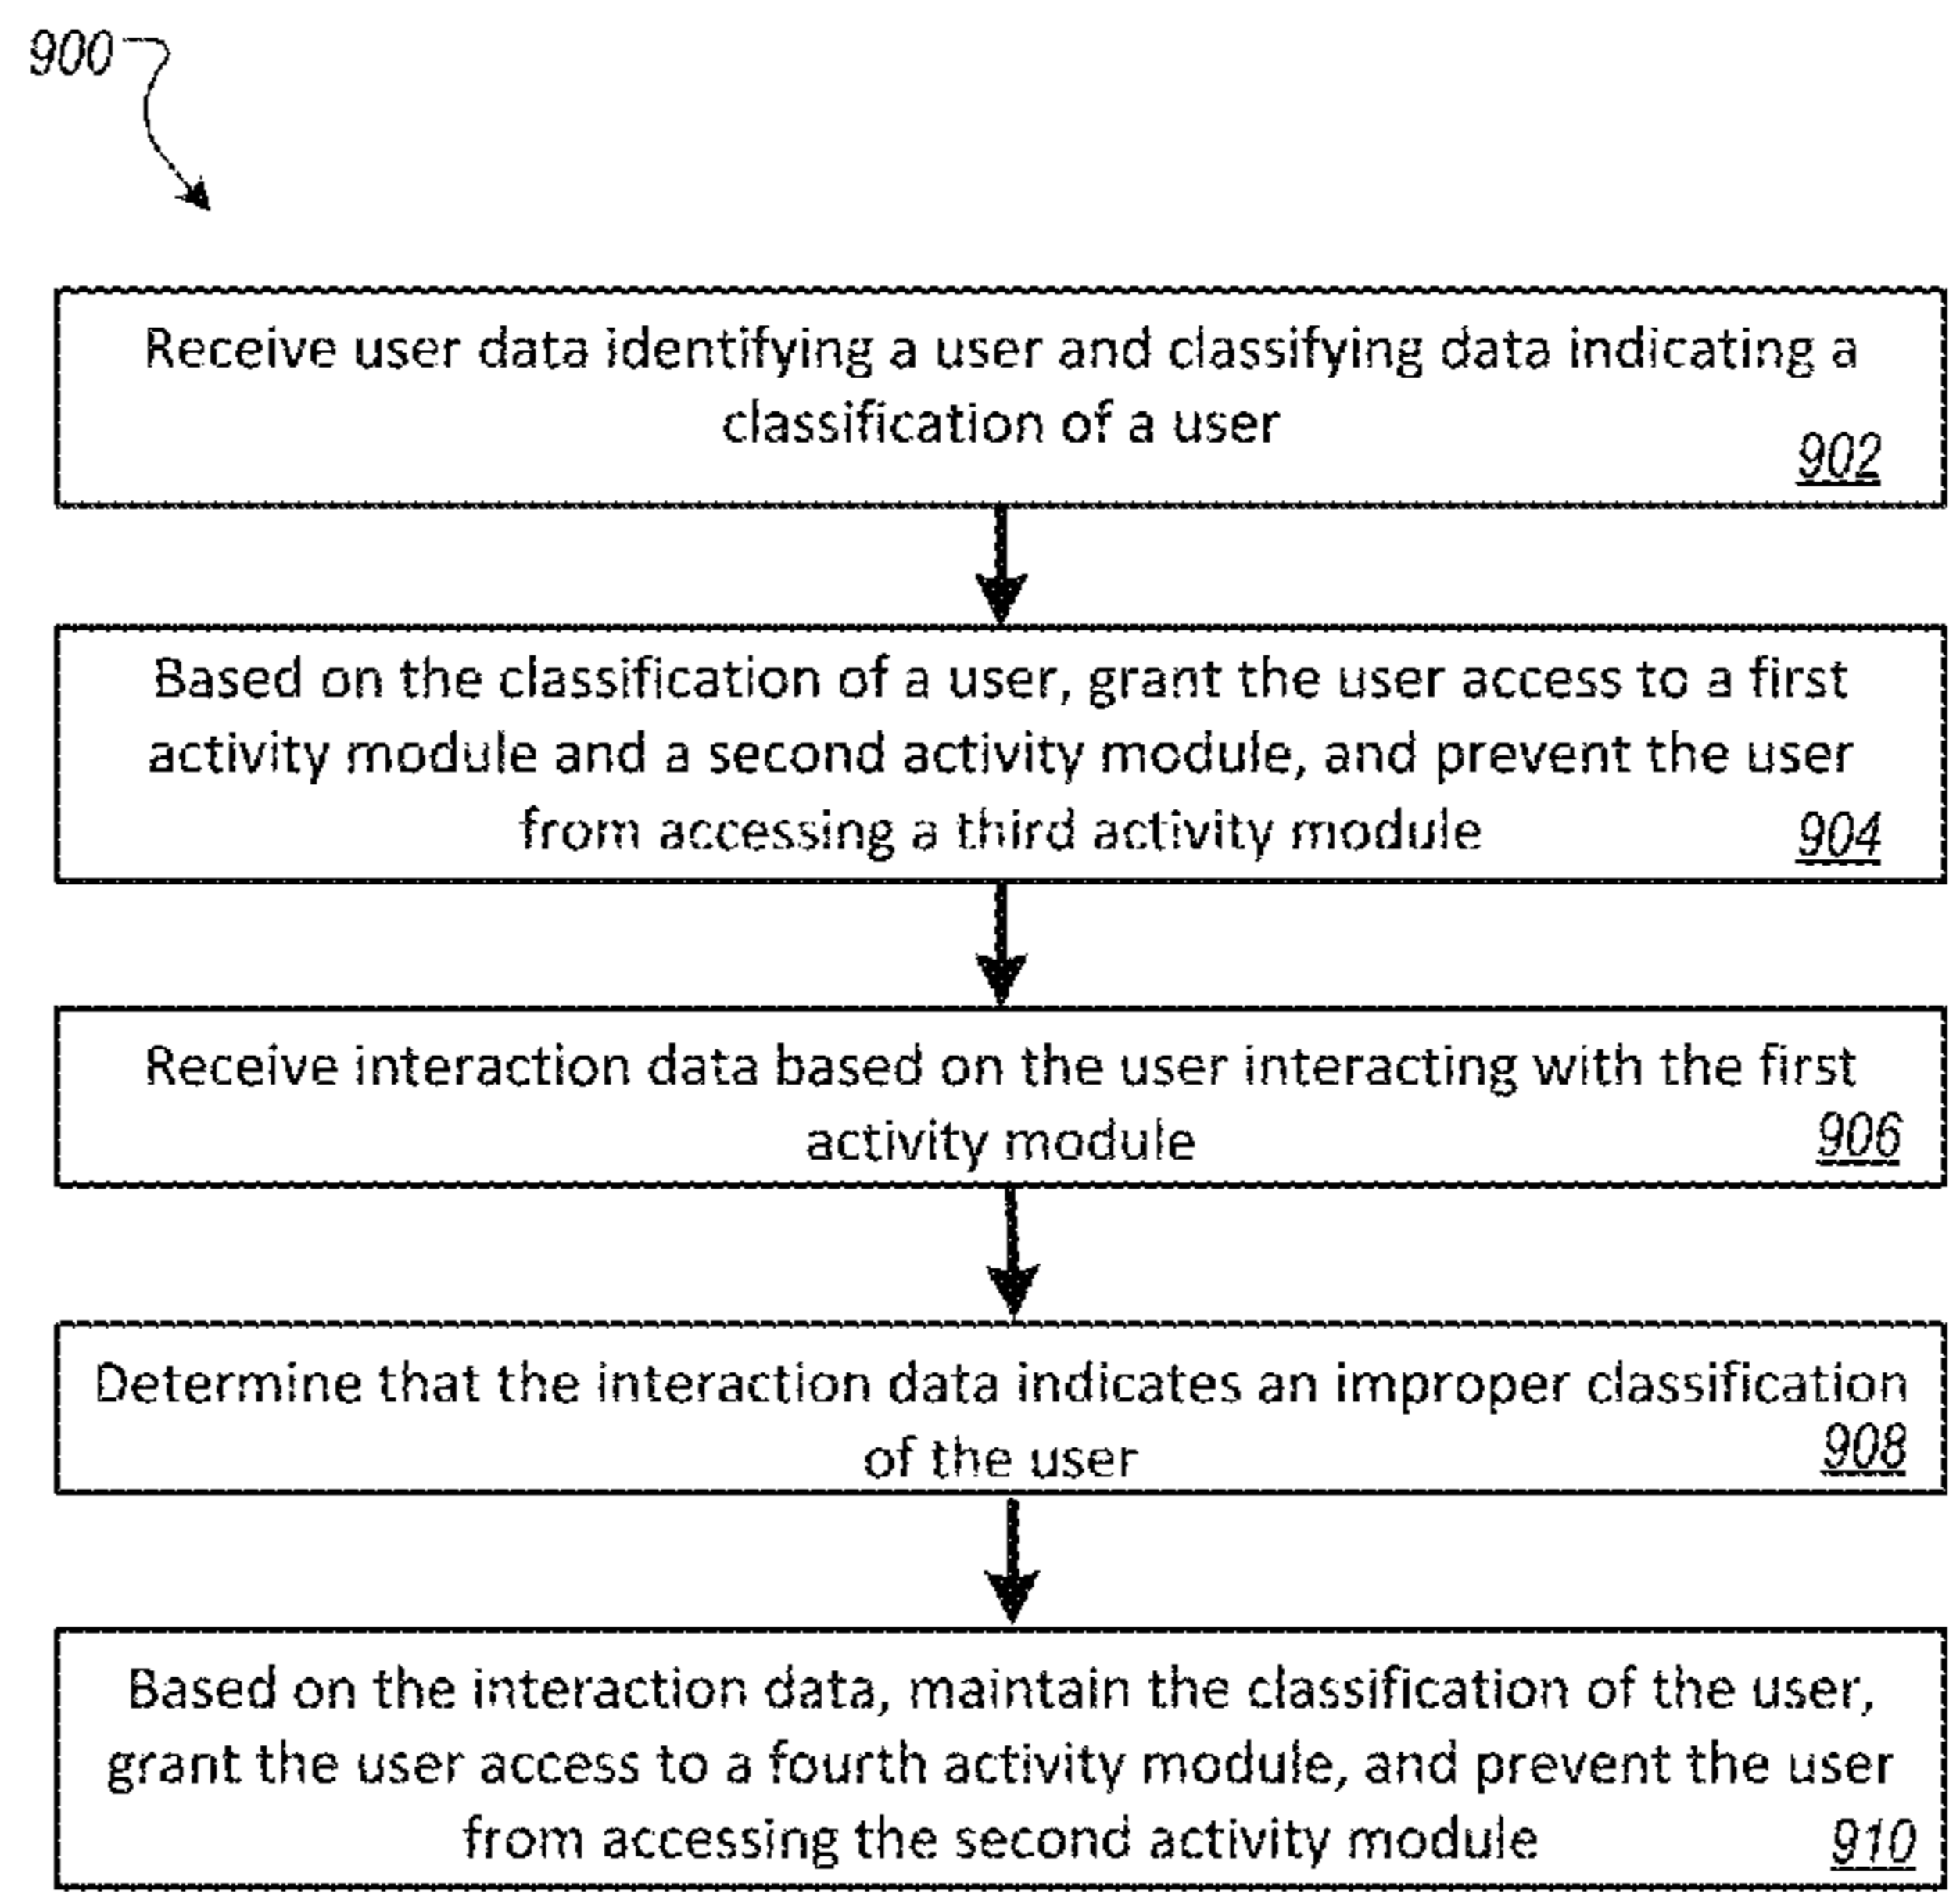 900
Receive user data identifying a user and classifying data indicating a
classification of a user
902
Based on the classification of a user, grant the user access to a first
activity module and a second activity module, and prevent the user
from accessing a third activity module
904
Receive interaction data based on the user interacting with the first
activity module
906
Determine that the interaction data indicates an improper classification
of the user
908
Based on the interaction data, maintain the classification of the user,
grant the user access to a fourth activity module, and prevent the user
from accessing the second activity module
910